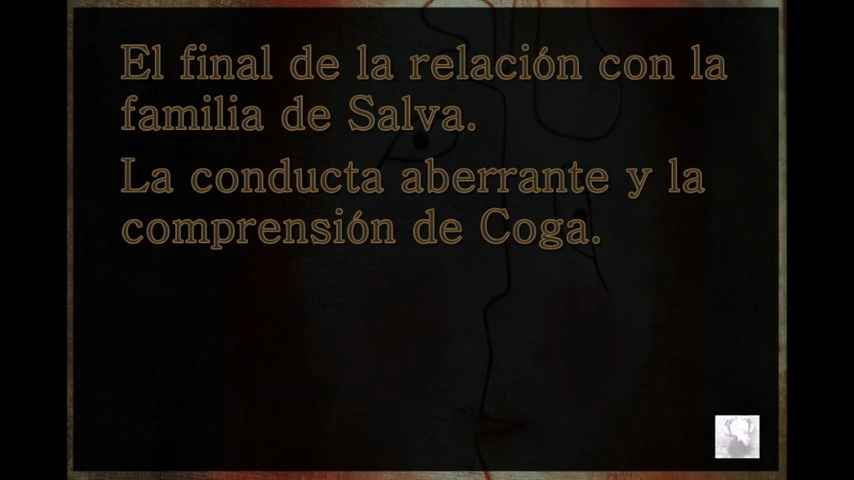 El final de la relación con la
familia de Salva.
La conducta aberrante y la
comprensión de Coga.